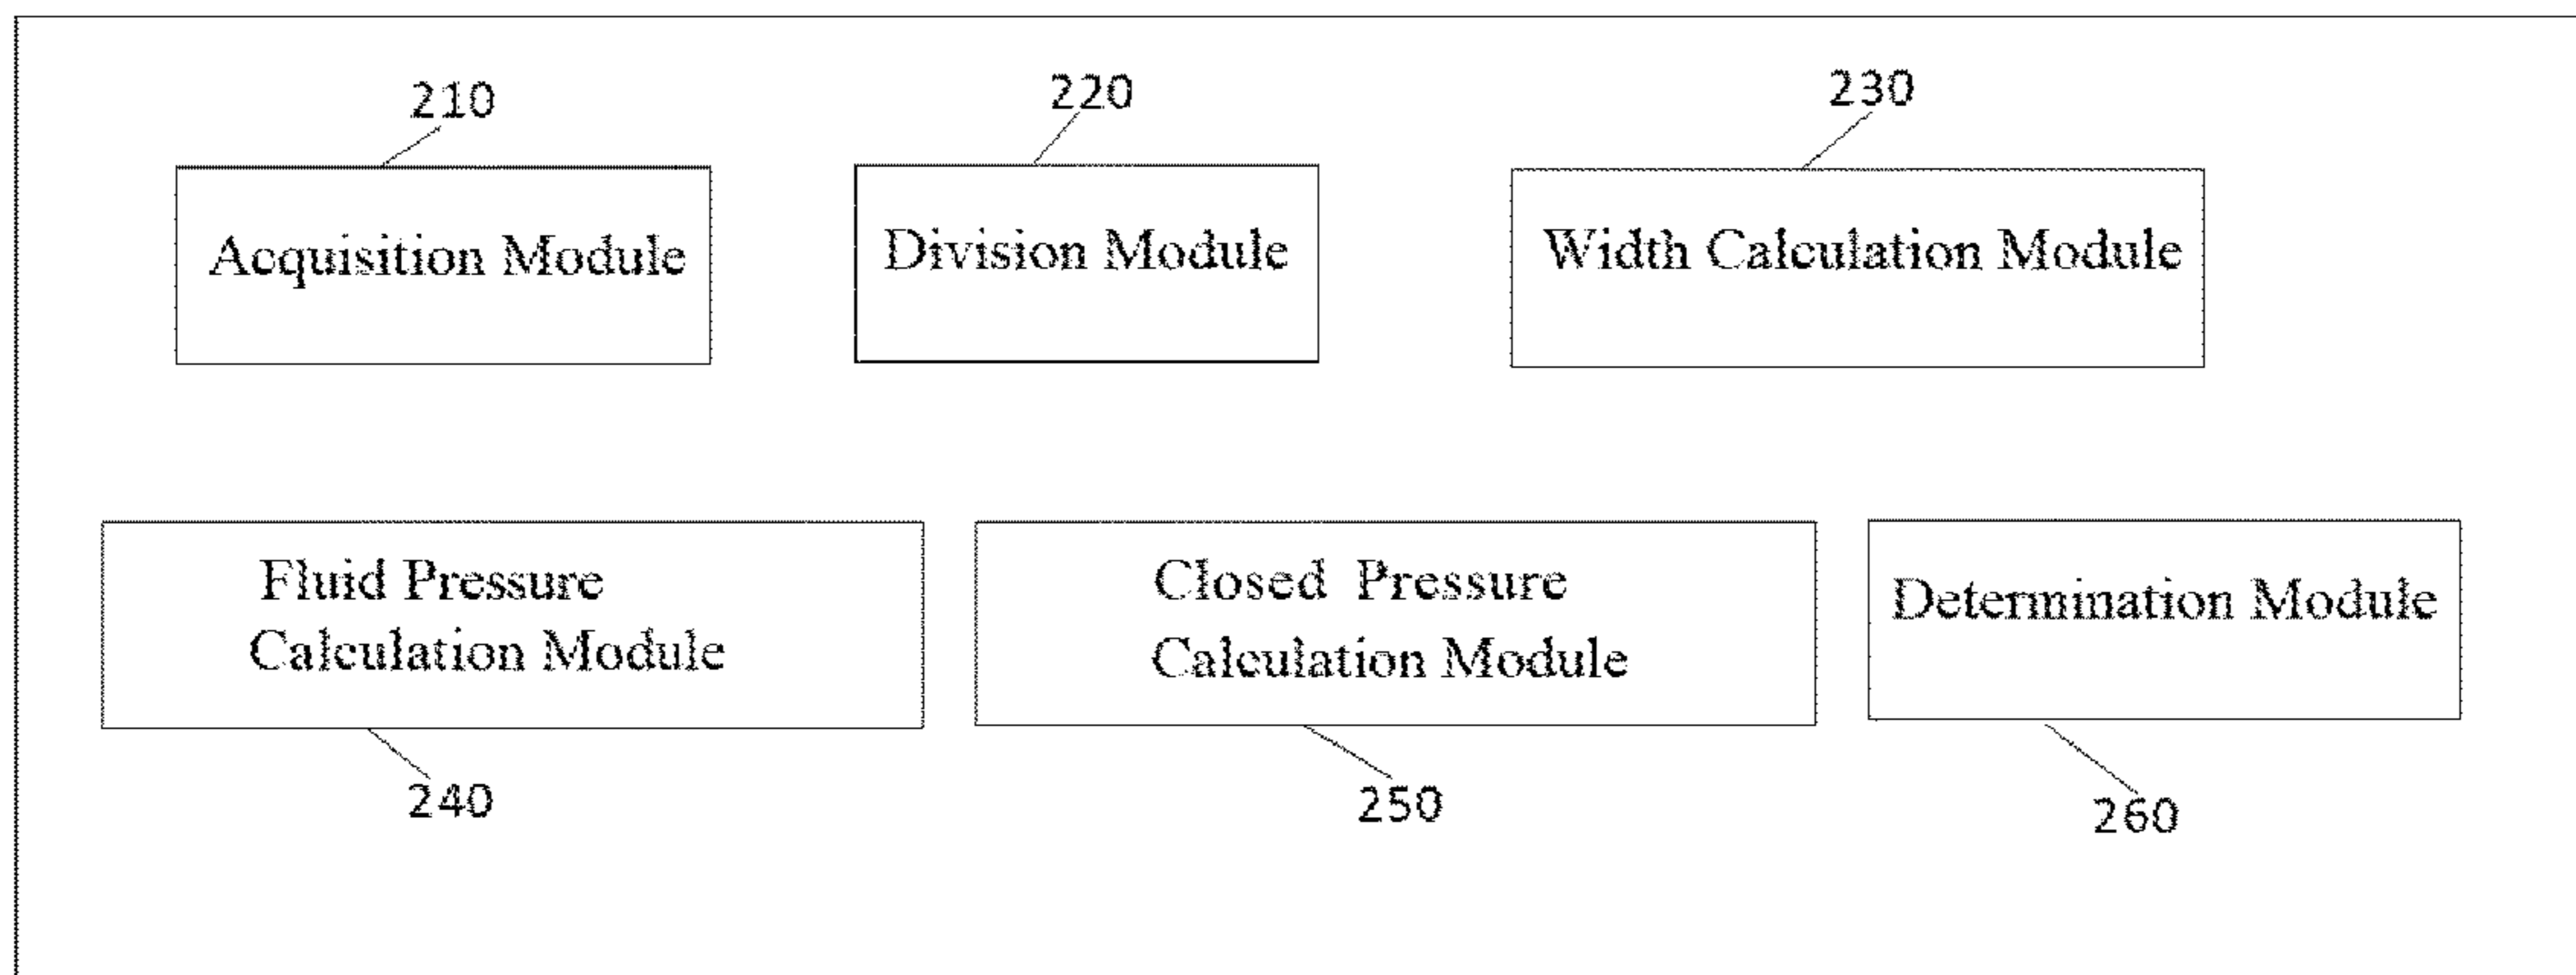 210
220
230
Acquisition Module
Division Module
Width Calculation Module
Fluid Pressure
Calculation Module
Closed Pressure
Calculation Module
Determination Module
240
250
260